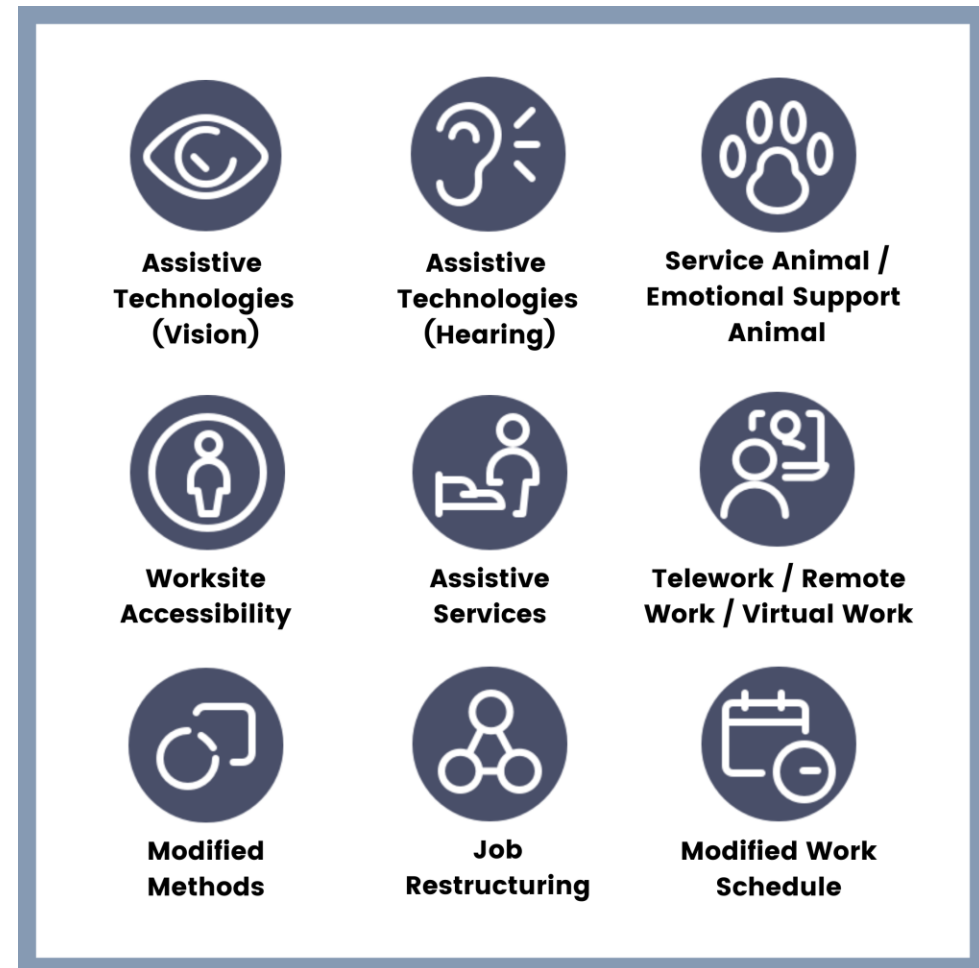 Assistive
Technologies
(Vision)
Assistive
Technologies
(Hearing)
Service Animal /
Emotional Support
Animal
Worksite
Accessibility
Assistive
Services
Telework / Remote
Work / Virtual Work
Modified
Methods
Job
Restructuring
Modified Work
Schedule